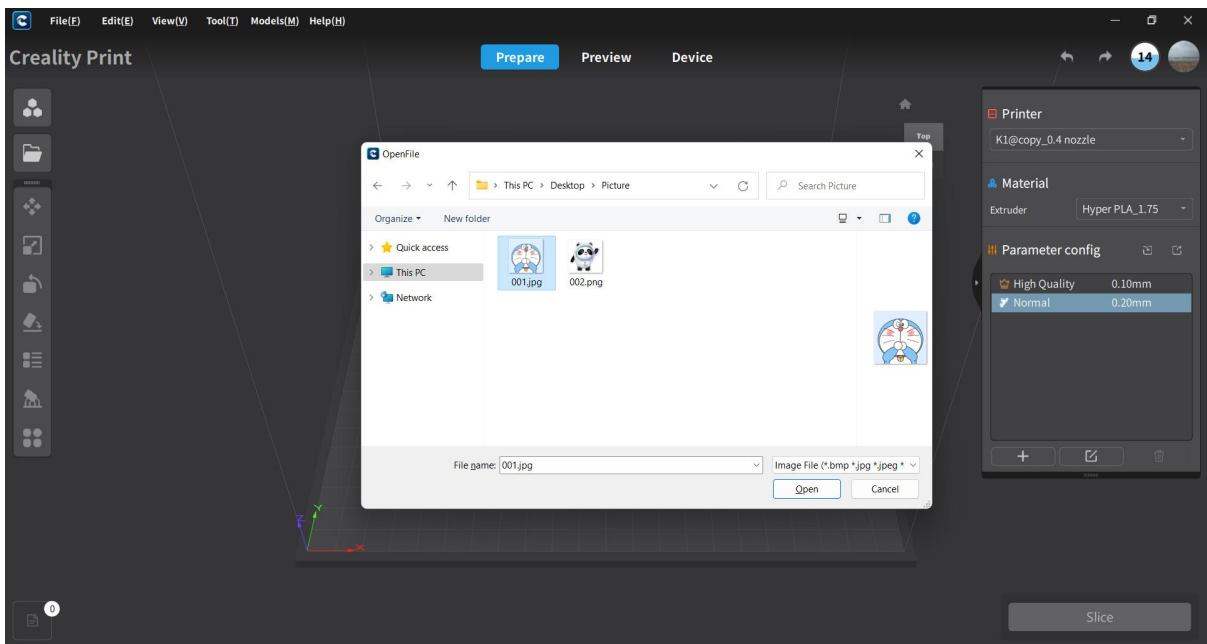 File(F) Edit(E) View(V) Tool(T) Models(M) Help(H)
Creality Print
Prepare Preview Device
14
Top
OpenFile
This PC > Desktop > Picture
Search Picture
Organize New folder
Quick access
This PC
Network
001.jpg 002.png
File name: 001.jpg
Image File (*.bmp *.jpg *.jpeg *
Open Cancel
Printer
K1@copy_0.4 nozzle
Material
Extruder Hyper PLA_1.75
Parameter config
High Quality 0.10mm
Normal 0.20mm
Z Y X
0
Slice